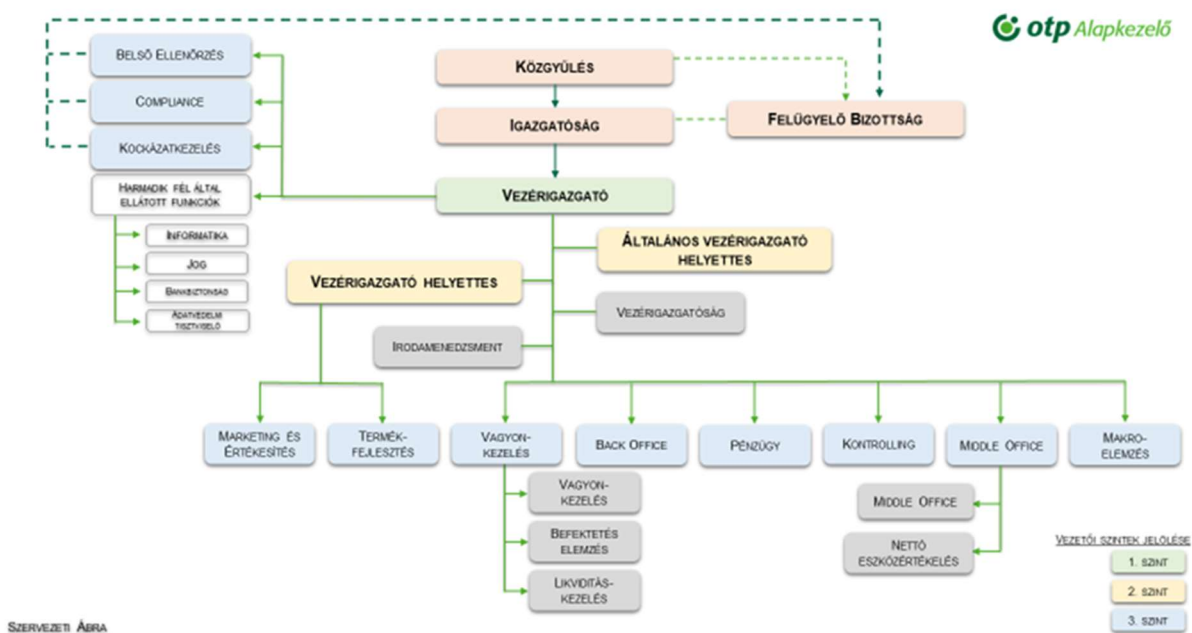 otp Alapkezelő
BELSŐ ELLENŐRZÉS
COMPLIANCE
KOCKÁZATKEZELÉS
HARMADIK FÉL ÁLTAL
ELLÁTOTT FUNKCIÓK
INFORMATIKA
JOG
BANKBIZTONSÁG
ADATVÉDELMI
TISZTVISELŐ
KÖZGYŰLÉS
IGAZGATÓSÁG
FELÜGYELŐ BIZOTTSÁG
VEZÉRIGAZGATÓ
ÁLTALÁNOS VEZÉRIGAZGATÓ
HELYETTES
VEZÉRIGAZGATÓ HELYETTES
VEZÉRIGAZGATÓSÁG
IRODAMENEDZSMENT
MARKETING ÉS
ÉRTÉKESÍTÉS
TERMÉK-
FEJLESZTÉS
VAGYON-
KEZELÉS
BACK OFFICE
PÉNZÜGY
KONTROLLING
MIDDLE OFFICE
MAKRO-
ELEMZÉS
VAGYON-
KEZELÉS
BEFEKTETÉS
ELEMZÉS
LIKVIDITÁS-
KEZELÉS
MIDDLE OFFICE
NETTÓ
ESZKÖZÉRTÉKELÉS
VEZETŐI SZINTEK JELÖLÉSE
1. SZINT
2. SZINT
3. SZINT
SZERVEZETI ÁBRA